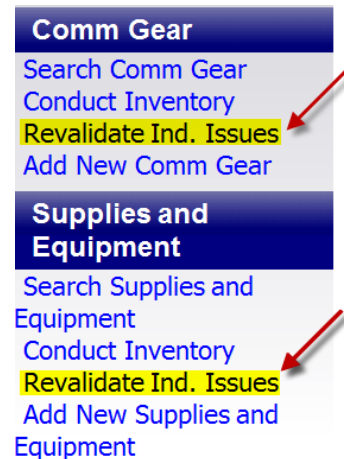 Comm Gear
Search Comm Gear
Conduct Inventory
Revalidate Ind. Issues
Add New Comm Gear
Supplies and
Equipment
Search Supplies and
Equipment
Conduct Inventory
Revalidate Ind. Issues
Add New Supplies and
Equipment